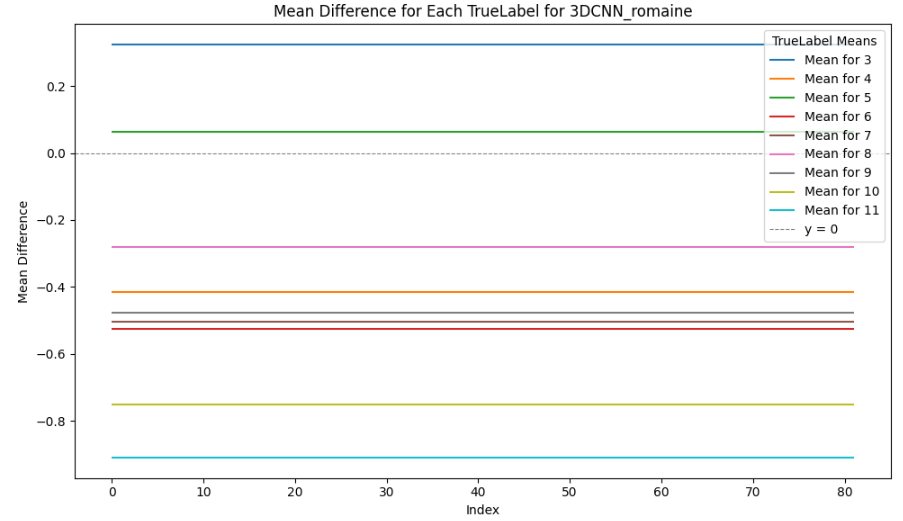 Mean Difference for Each TrueLabel for 3DCNN_romaine
TrueLabel Means
Mean for 3
Mean for 4
Mean for 5
Mean for 6
Mean for 7
Mean for 8
Mean for 9
Mean for 10
Mean for 11
y = 0
Mean Difference
0.2
0.0
−0.2
−0.4
−0.6
−0.8
0 10 20 30 40 50 60 70 80
Index